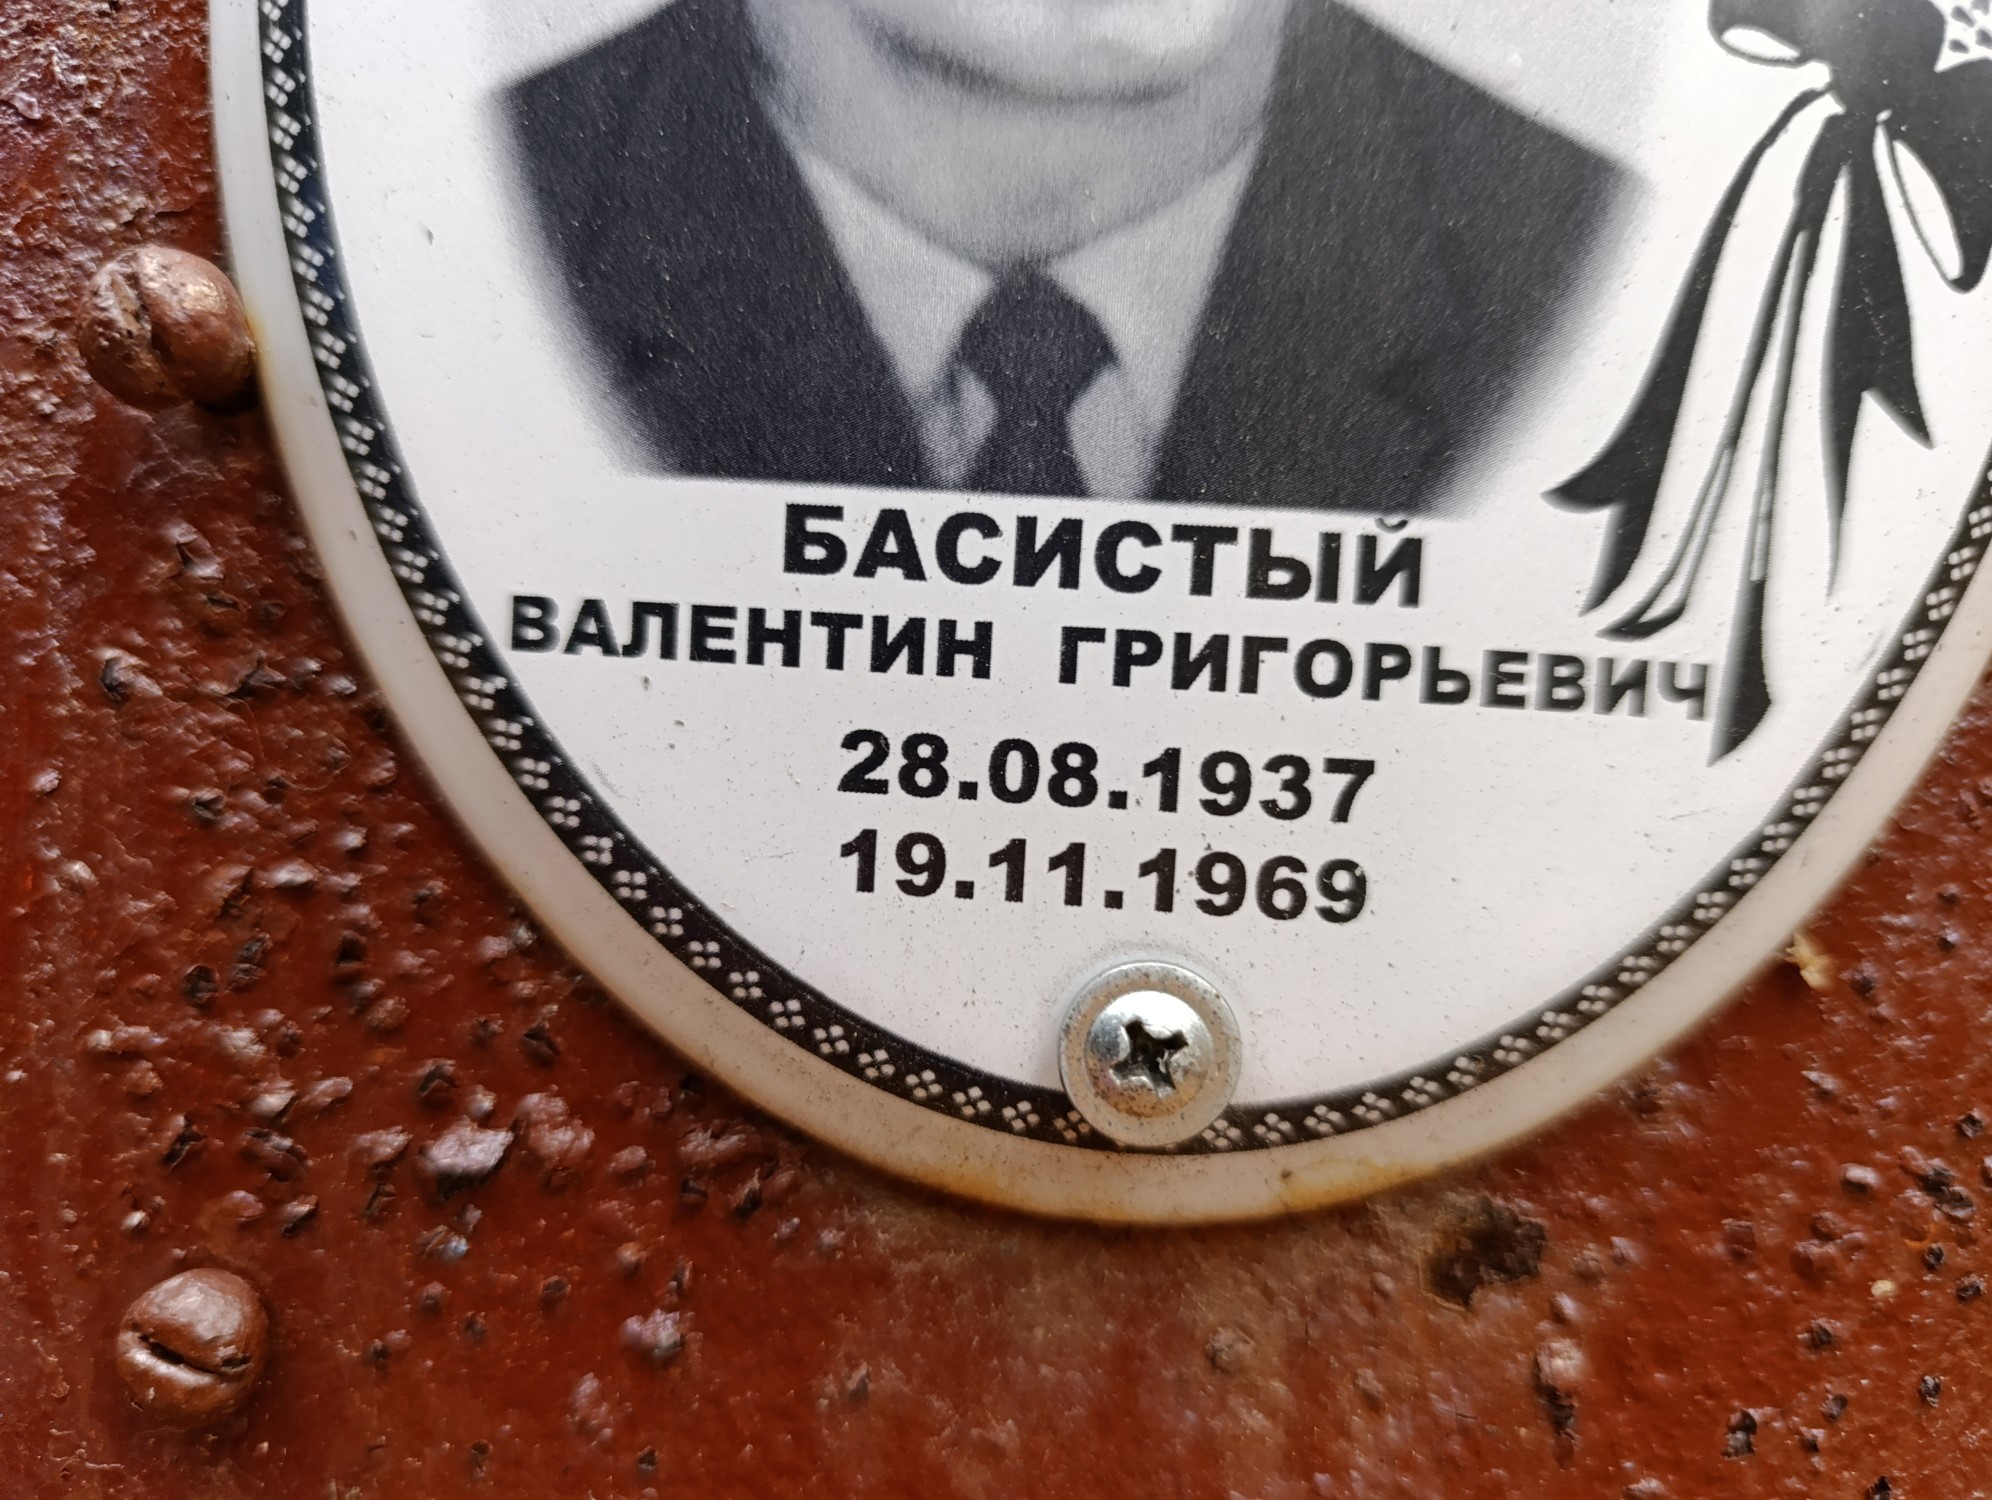 БАСИСТЫЙ
ВАЛЕНТИН ГРИГОРЬЕВИЧ
28.08.1937
19.11.1969